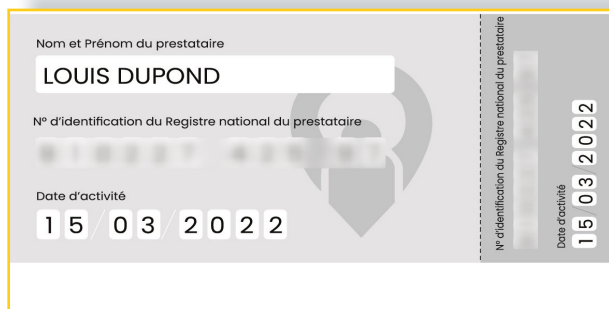 Nom et Prénom du prestataire
LOUIS DUPOND
N° d'identification du Registre national du prestataire
Date d'activité
15/03/2022
N° d'identification du Registre national du prestataire
Date d'activité
15/03/2022